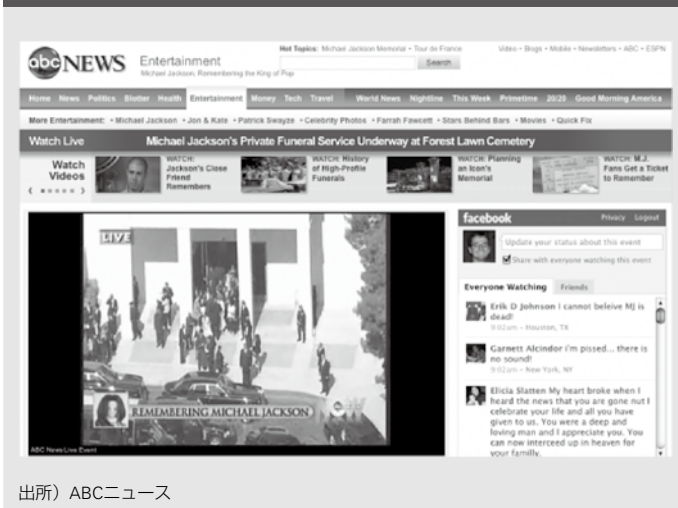 Hot Topics: Michael Jackson Memorial • Tour de France
Video • Blogs • Mobile • Newsletters • ABC • ESPN
abc NEWS
Entertainment
Search
Michael Jackson, Remembering the King of Pop
Home News Politics Blotter Health Entertainment Money Tech Travel World News Nightline This Week Primetime 20/20 Good Morning America
More Entertainment: • Michael Jackson • Jon & Kate • Patrick Swayze • Celebrity Photos • Farrah Fawcett • Stars Behind Bars • Movies • Quick Fix
Watch Live Michael Jackson's Private Funeral Service Underway at Forest Lawn Cemetery
Watch
Videos
WATCH:
Jackson's Close
Friend
Remembers
WATCH: History
of High-Profile
Funerals
WATCH: Planning
an Icon's
Memorial
WATCH: M.J.
Fans Get a Ticket
to Remember
LIVE
REMEMBERING MICHAEL JACKSON
abc NEWS
ABC News Live Event
facebook Privacy Logout
Update your status about this event
Share with everyone watching this event
Everyone Watching Friends
Erik D Johnson I cannot beleive MJ is
dead!
9:02am – Houston, TX
Garnett Alcindor i'm pissed... there is
no sound!
9:02am – New York, NY
Elicia Slatten My heart broke when I
heard the news that you are gone nut I
celebrate your life and all you have
given to us. You were a deep and
loving man and I appreciate you. You
can now interceed up in heaven for
your familly.
出所）ABCニュース